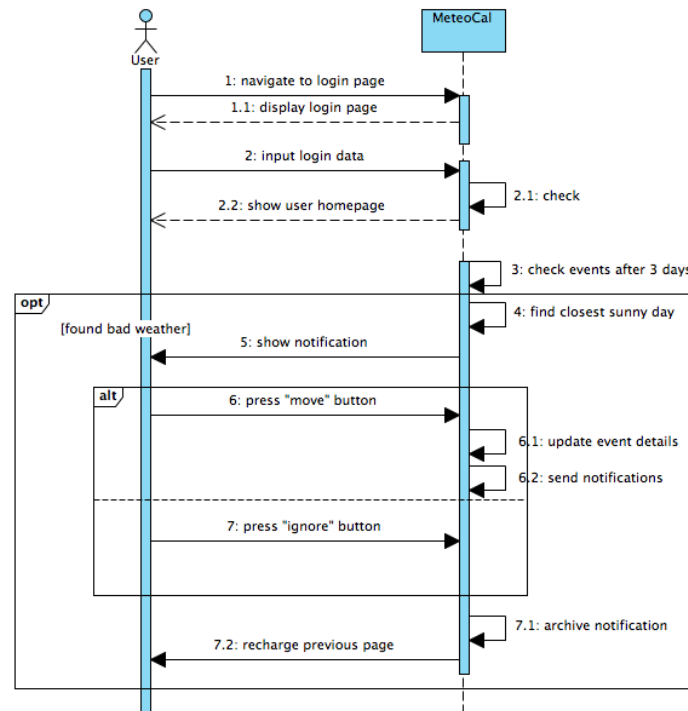 MeteoCal
User
1: navigate to login page
1.1: display login page
2: input login data
2.1: check
2.2: show user homepage
3: check events after 3 days
opt
4: find closest sunny day
[found bad weather]
5: show notification
alt
6: press "move" button
6.1: update event details
6.2: send notifications
7: press "ignore" button
7.1: archive notification
7.2: recharge previous page